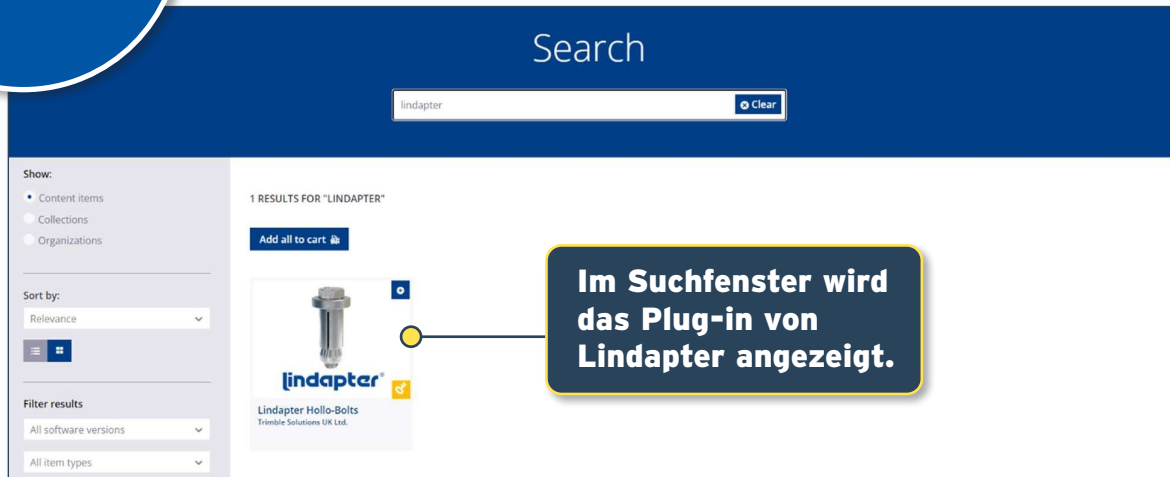 Search
lindapter
Clear
Show:
Content items
Collections
Organizations
1 RESULTS FOR "LINDAPTER"
Add all to cart
Sort by:
Relevance
Filter results
All software versions
All item types
lindapter®
Lindapter Hollo-Bolts
Trimble Solutions UK Ltd.
Im Suchfenster wird
das Plug-in von
Lindapter angezeigt.